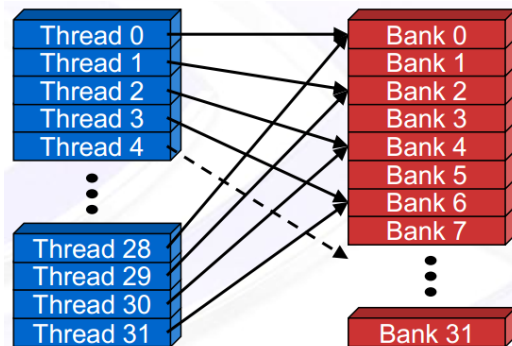 Thread 0
Thread 1
Thread 2
Thread 3
Thread 4
Thread 28
Thread 29
Thread 30
Thread 31
Bank 0
Bank 1
Bank 2
Bank 3
Bank 4
Bank 5
Bank 6
Bank 7
Bank 31